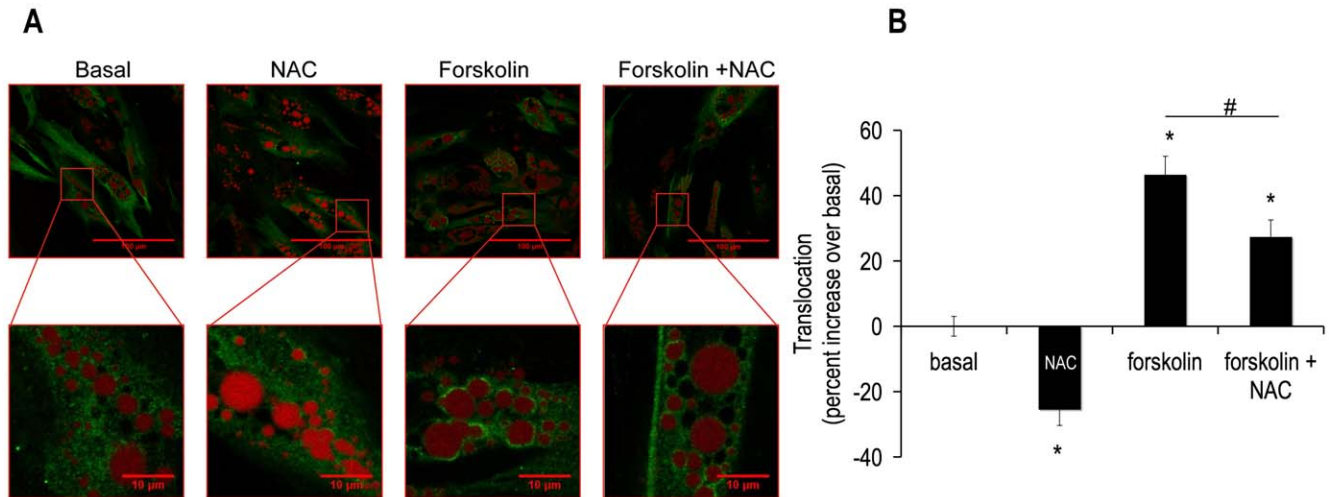 A
B
Basal
NAC
Forskolin
Forskolin +NAC
100 µm
100 µm
100 µm
100 µm
10 µm
10 µm
10 µm
10 µm
Translocation
(percent increase over basal)
60
40
20
0
-20
-40
#
*
*
*
basal
NAC
forskolin
forskolin +
NAC